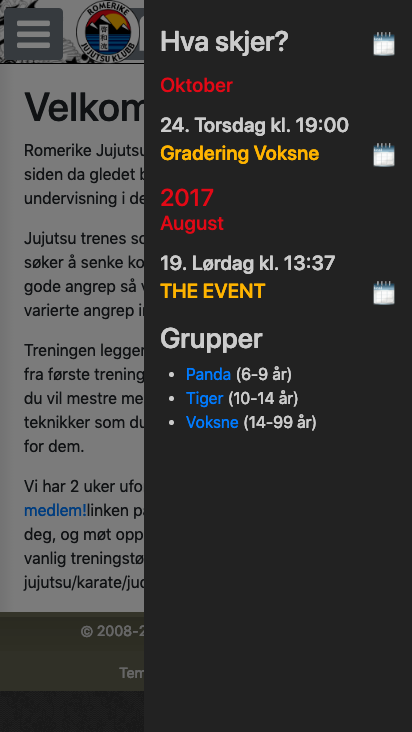 ROMERIKE
JUJUTSU KLUBB
Velkom
Romerike Jujutsu
siden da gledet b
undervisning i de
Jujutsu trenes so
søker å senke ko
gode angrep så v
varierte angrep i
Treningen legger
fra første trening
du vil mestre me
teknikker som du
for dem.
Vi har 2 uker ufo
medlem!linken på
deg, og møt opp
vanlig treningstø
jujutsu/karate/jud
© 2008-2
Tem
Hva skjer?
Oktober
24. Torsdag kl. 19:00
Gradering Voksne
2017
August
19. Lørdag kl. 13:37
THE EVENT
Grupper
• Panda (6-9 år)
• Tiger (10-14 år)
• Voksne (14-99 år)